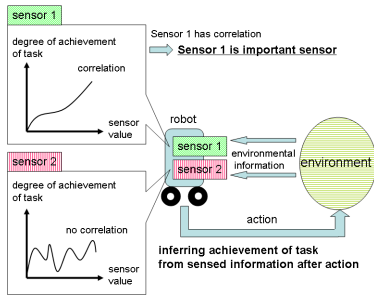 sensor 1
degree of achievement
of task
correlation
sensor
value
Sensor 1 has correlation
Sensor 1 is important sensor
robot
sensor 1
sensor 2
environmental
information
environment
sensor 2
degree of achievement
of task
no correlation
sensor
value
action
inferring achievement of task
from sensed information after action